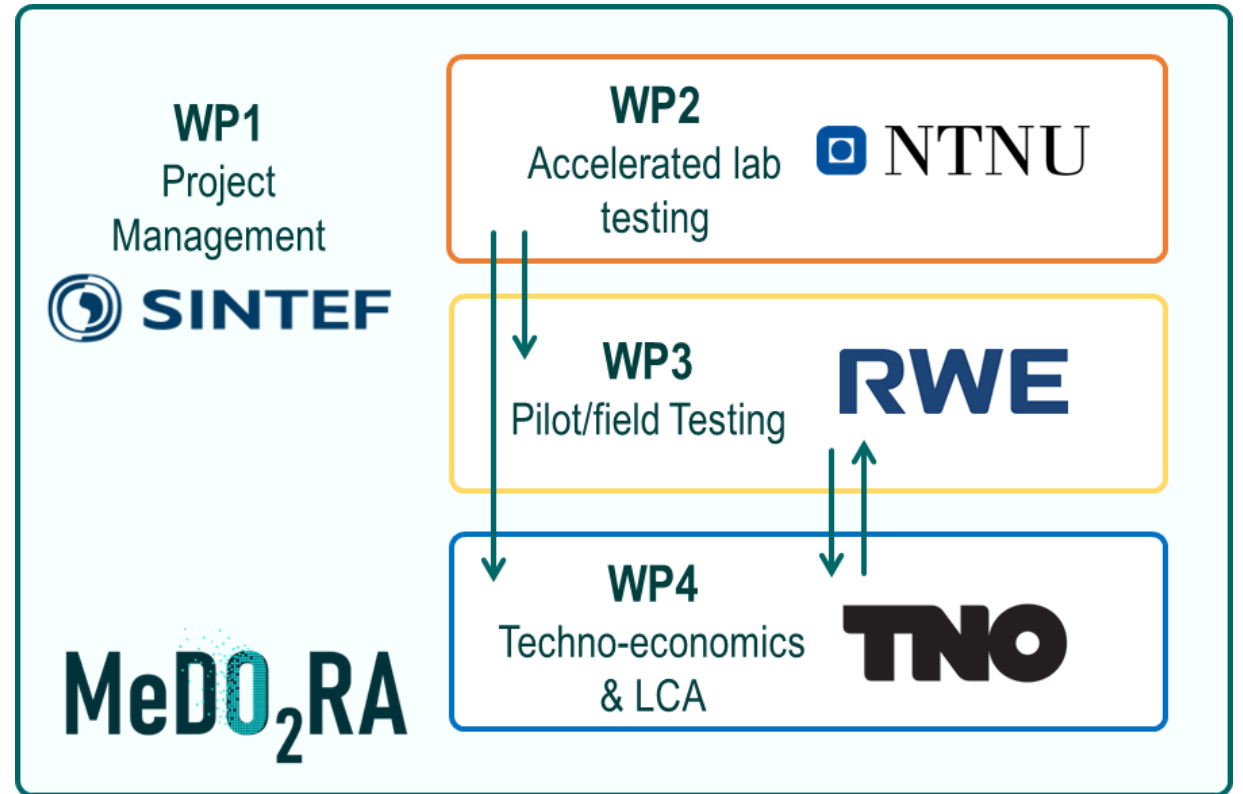 WP1
Project
Management
SINTEF
WP2
Accelerated lab
testing
NTNU
WP3
Pilot/field Testing
RWE
WP4
Techno-economics
& LCA
TNO
MeDO₂RA